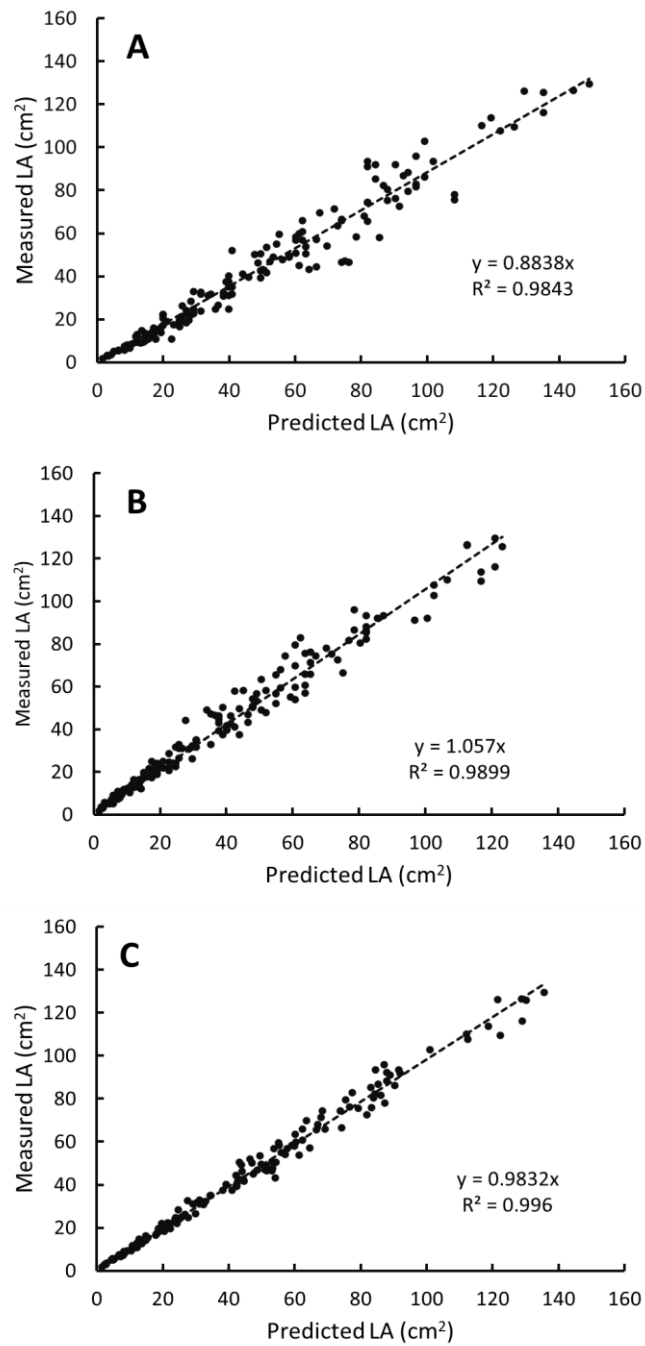 A
160
140
120
100
80
60
40
20
0
Measured LA (cm²)
y = 0.8838x
R² = 0.9843
0 20 40 60 80 100 120 140 160
Predicted LA (cm²)
B
160
140
120
100
80
60
40
20
0
Measured LA (cm²)
y = 1.057x
R² = 0.9899
0 20 40 60 80 100 120 140 160
Predicted LA (cm²)
C
160
140
120
100
80
60
40
20
0
Measured LA (cm²)
y = 0.9832x
R² = 0.996
0 20 40 60 80 100 120 140 160
Predicted LA (cm²)